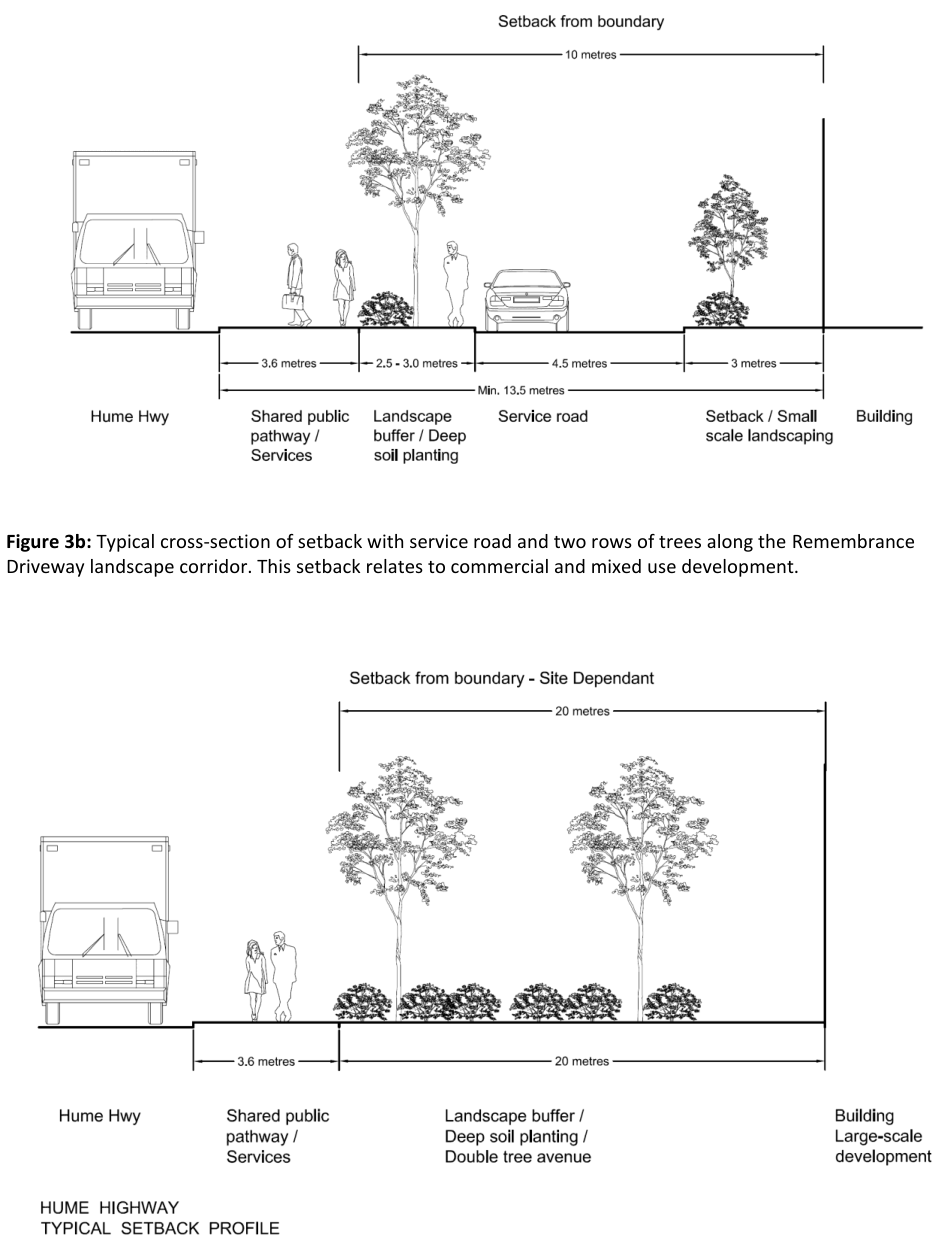 Setback from boundary
10 metres
3.6 metres
2.5 - 3.0 metres
4.5 metres
3 metres
Min. 13.5 metres
Hume Hwy
Shared public
pathway /
Services
Landscape
buffer / Deep
soil planting
Service road
Setback / Small
scale landscaping
Building
Figure 3b: Typical cross-section of setback with service road and two rows of trees along the Remembrance
Driveway landscape corridor. This setback relates to commercial and mixed use development.
Setback from boundary - Site Dependant
20 metres
3.6 metres
20 metres
Hume Hwy
Shared public
pathway /
Services
Landscape buffer /
Deep soil planting /
Double tree avenue
Building
Large-scale
development
HUME HIGHWAY
TYPICAL SETBACK PROFILE